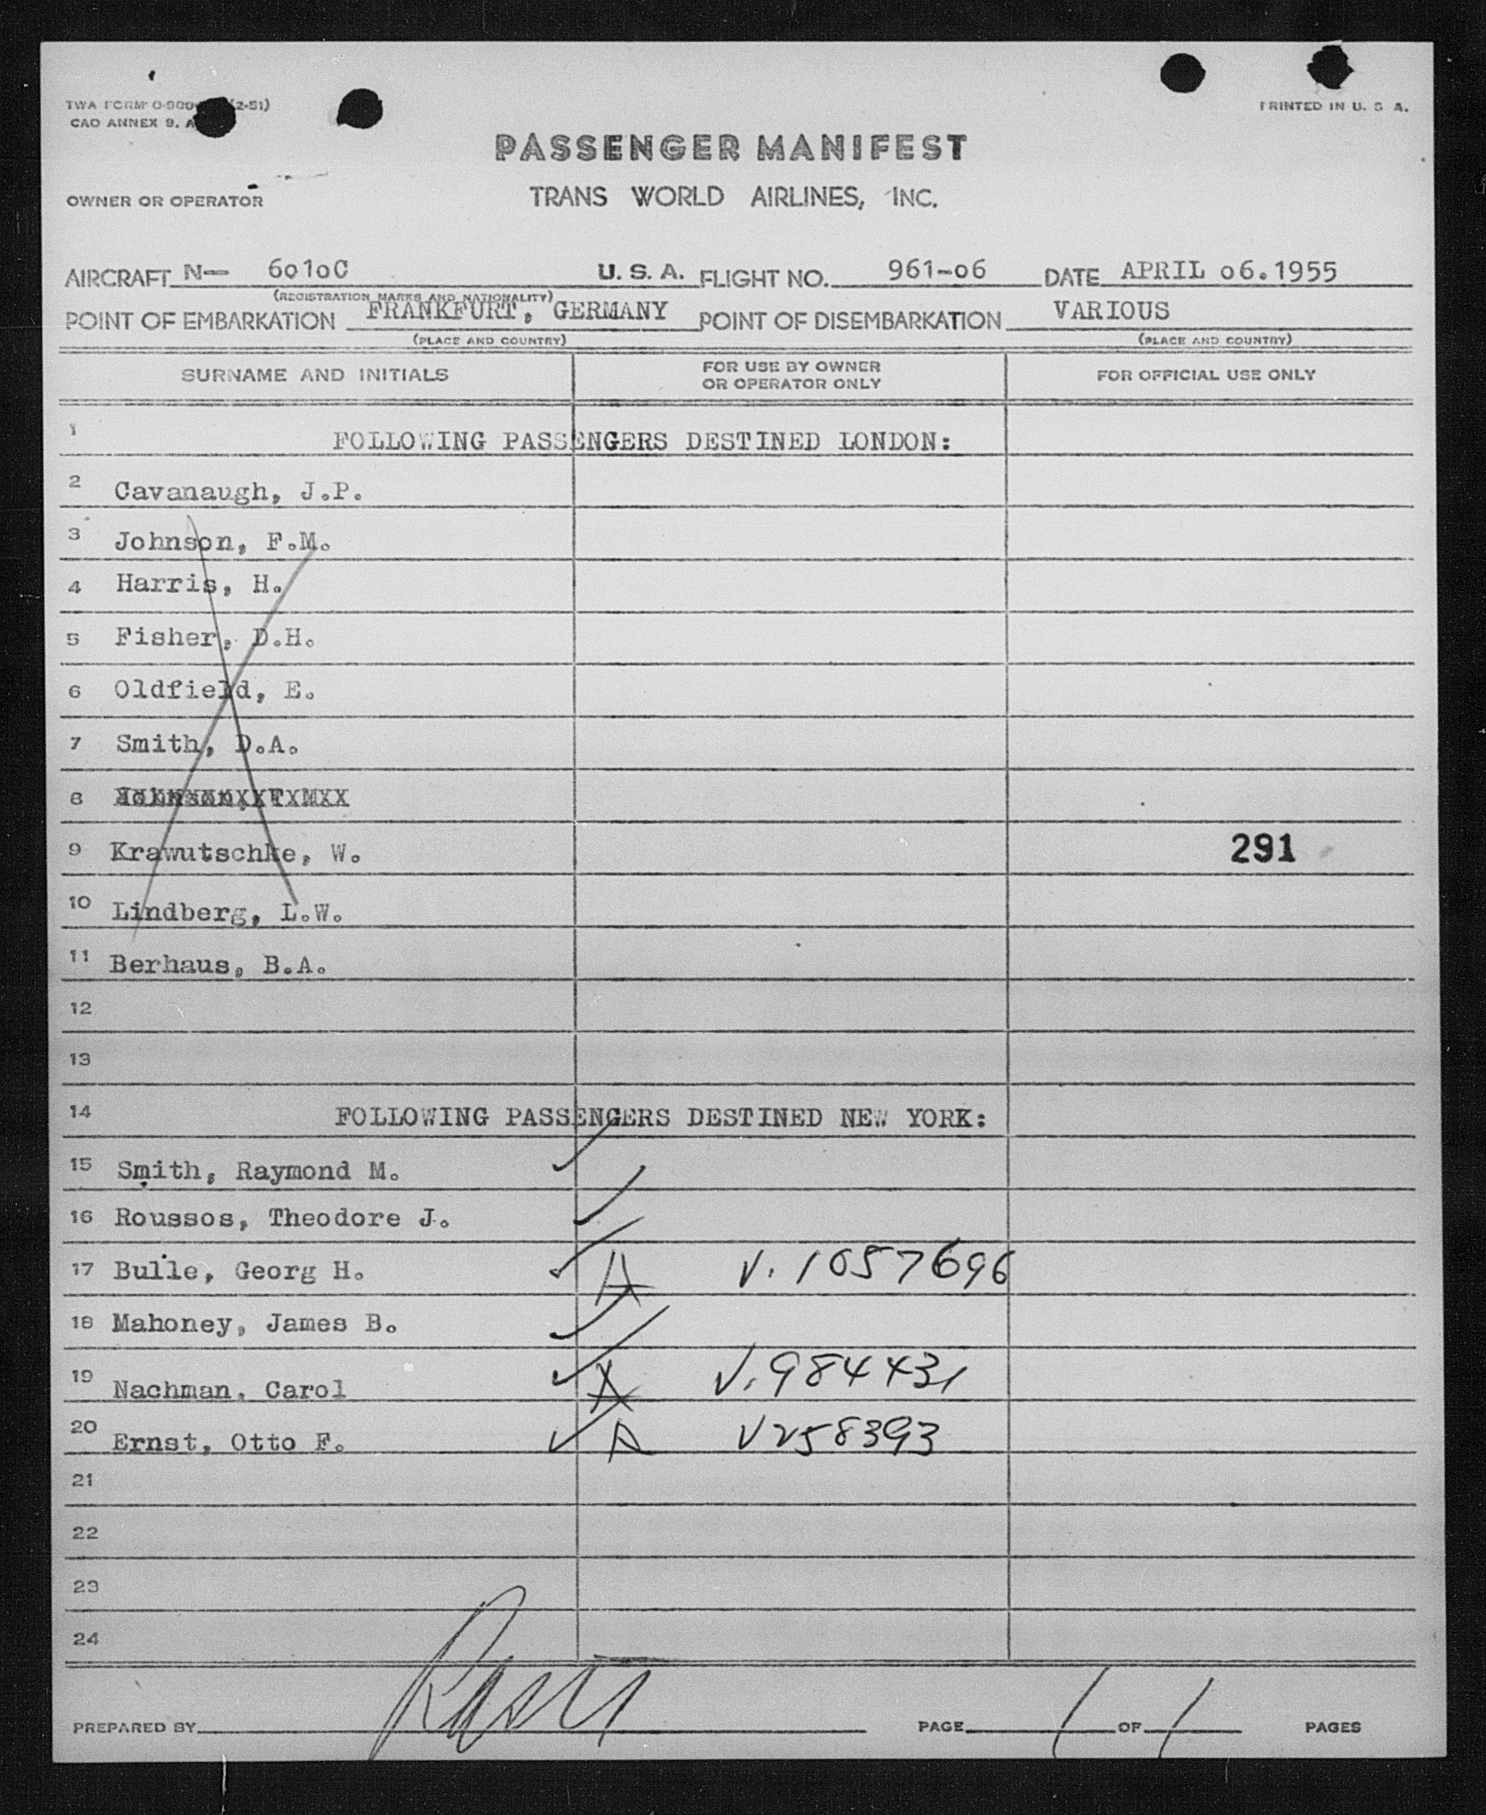 TWA FORM O-900 (2-51)
CAO ANNEX 9, A
PRINTED IN U. S. A.
PASSENGER MANIFEST
OWNER OR OPERATOR TRANS WORLD AIRLINES, INC.
AIRCRAFT N— 6010C U. S. A. FLIGHT NO. 961-06 DATE APRIL 06.1955
(REGISTRATION MARKS AND NATIONALITY)
POINT OF EMBARKATION FRANKFURT, GERMANY POINT OF DISEMBARKATION VARIOUS
(PLACE AND COUNTRY) (PLACE AND COUNTRY)
SURNAME AND INITIALS FOR USE BY OWNER OR OPERATOR ONLY FOR OFFICIAL USE ONLY
1 FOLLOWING PASSENGERS DESTINED LONDON:
2 Cavanaugh, J.P.
3 Johnson, F.M.
4 Harris, H.
5 Fisher, D.H.
6 Oldfield, E.
7 Smith, D.A.
8
9 Krawutschke, W. 291
10 Lindberg, L.W.
11 Berhaus, B.A.
12
13
14 FOLLOWING PASSENGERS DESTINED NEW YORK:
15 Smith, Raymond M.
16 Roussos, Theodore J.
17 Bulle, Georg H. A V. 1057696
18 Mahoney, James B.
19 Nachman, Carol A V. 984431
20 Ernst, Otto F. A V258393
21
22
23
24
PREPARED BY PAGE 1 OF 1 PAGES